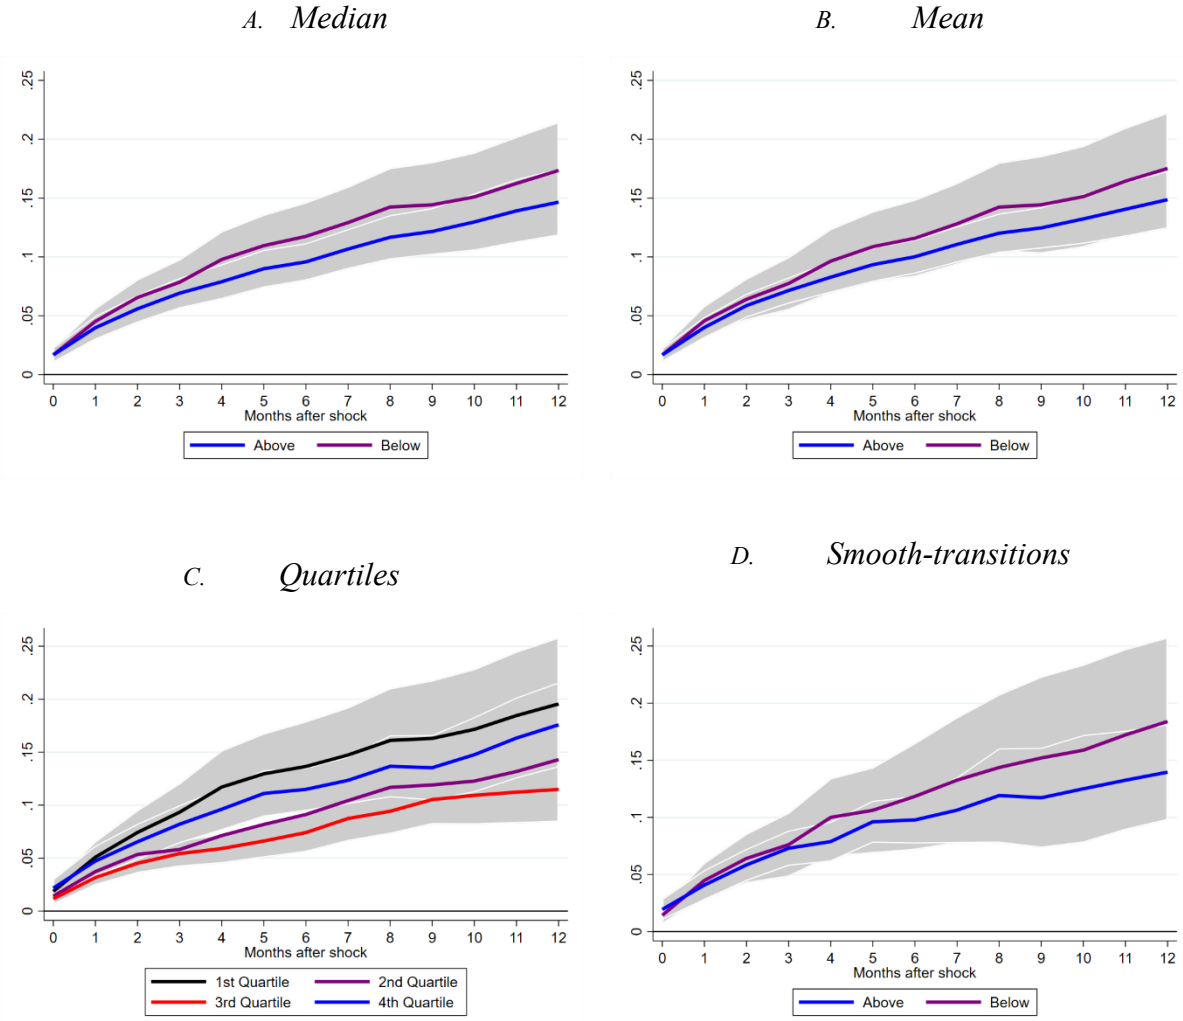 A. Median
B. Mean
.25
.2
.15
.1
.05
0
0 1 2 3 4 5 6 7 8 9 10 11 12
Months after shock
Above Below
.25
.2
.15
.1
.05
0
0 1 2 3 4 5 6 7 8 9 10 11 12
Months after shock
Above Below
C. Quartiles
D. Smooth-transitions
.25
.2
.15
.1
.05
0
0 1 2 3 4 5 6 7 8 9 10 11 12
Months after shock
1st Quartile 2nd Quartile
3rd Quartile 4th Quartile
.25
.2
.15
.1
.05
0
0 1 2 3 4 5 6 7 8 9 10 11 12
Months after shock
Above Below